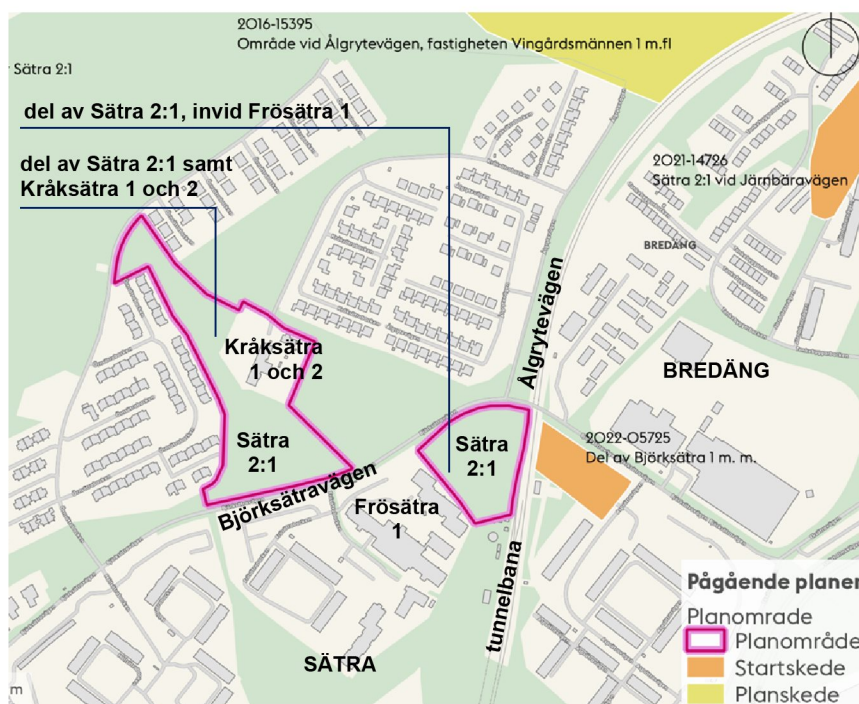 2016-15395
Område vid Ålgrytevägen, fastigheten Vingårdsmännen 1 m.fl
Sätra 2:1
del av Sätra 2:1, invid Frösätra 1
del av Sätra 2:1 samt
Kråksätra 1 och 2
2021-14726
Sätra 2:1 vid Järnbäravägen
BREDÄNG
Ålgrytevägen
Kråksätra
1 och 2
BREDÄNG
Sätra
2:1
Sätra
2:1
2022-05725
Del av Björksätra 1 m. m.
Björksätravägen
Frösätra
1
tunnelbana
SÄTRA
Pågående planer
Planomrade
Planområde
Startskede
Planskede
m